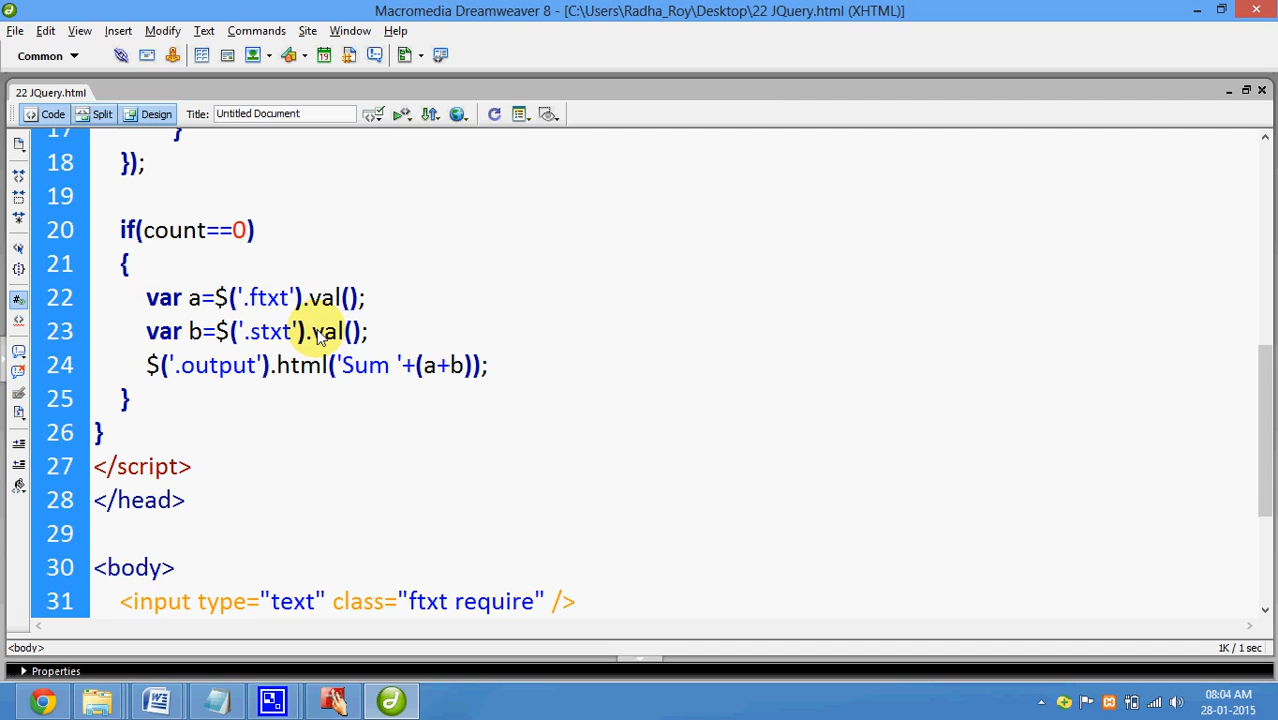 Macromedia Dreamweaver 8 - [C:\Users\Radha_Roy\Desktop\22 JQuery.html (XHTML)]
File Edit View Insert Modify Text Commands Site Window Help
Common
22 JQuery.html
Code Split Design Title: Untitled Document
17 }
18 });
19
20 if(count==0)
21 {
22 var a=$('.ftxt').val();
23 var b=$('.stxt').val();
24 $('.output').html('Sum '+(a+b));
25 }
26 }
27 </script>
28 </head>
29
30 <body>
31 <input type="text" class="ftxt require" />
<body> 1K / 1 sec
Properties
08:04 AM
28-01-2015